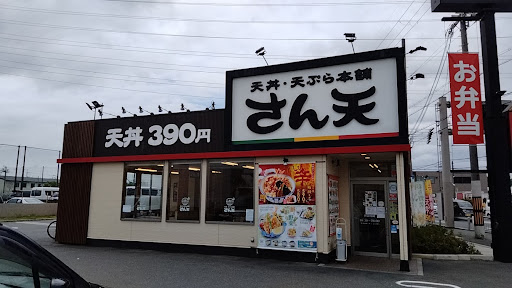 天丼・天ぷら本舗
さん天
天丼 390円
お弁当